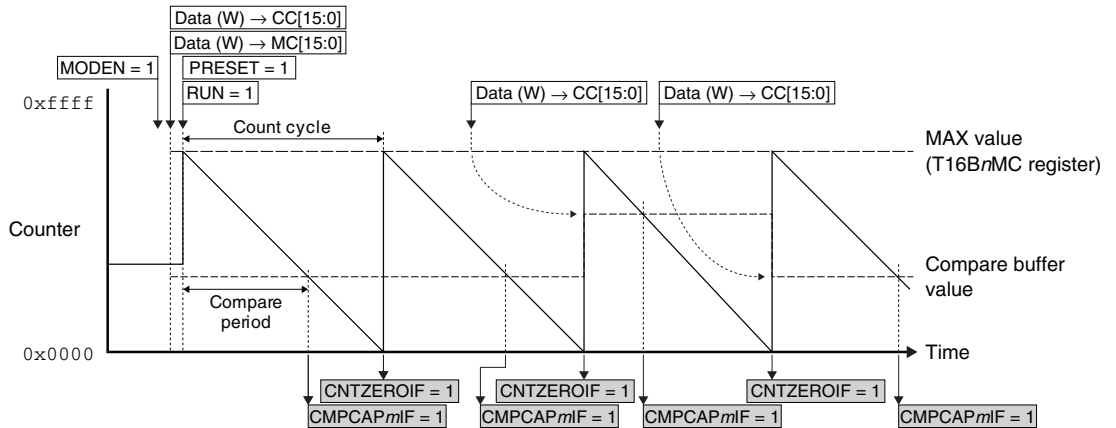 Data (W) → CC[15:0]
Data (W) → MC[15:0]
MODEN = 1
PRESET = 1
RUN = 1
0xffff
Data (W) → CC[15:0]
Data (W) → CC[15:0]
Count cycle
MAX value
(T16BnMC register)
Counter
Compare buffer
value
Compare
period
0x0000
Time
CNTZEROIF = 1
CNTZEROIF = 1
CNTZEROIF = 1
CMPCAPmIF = 1
CMPCAPmIF = 1
CMPCAPmIF = 1
CMPCAPmIF = 1